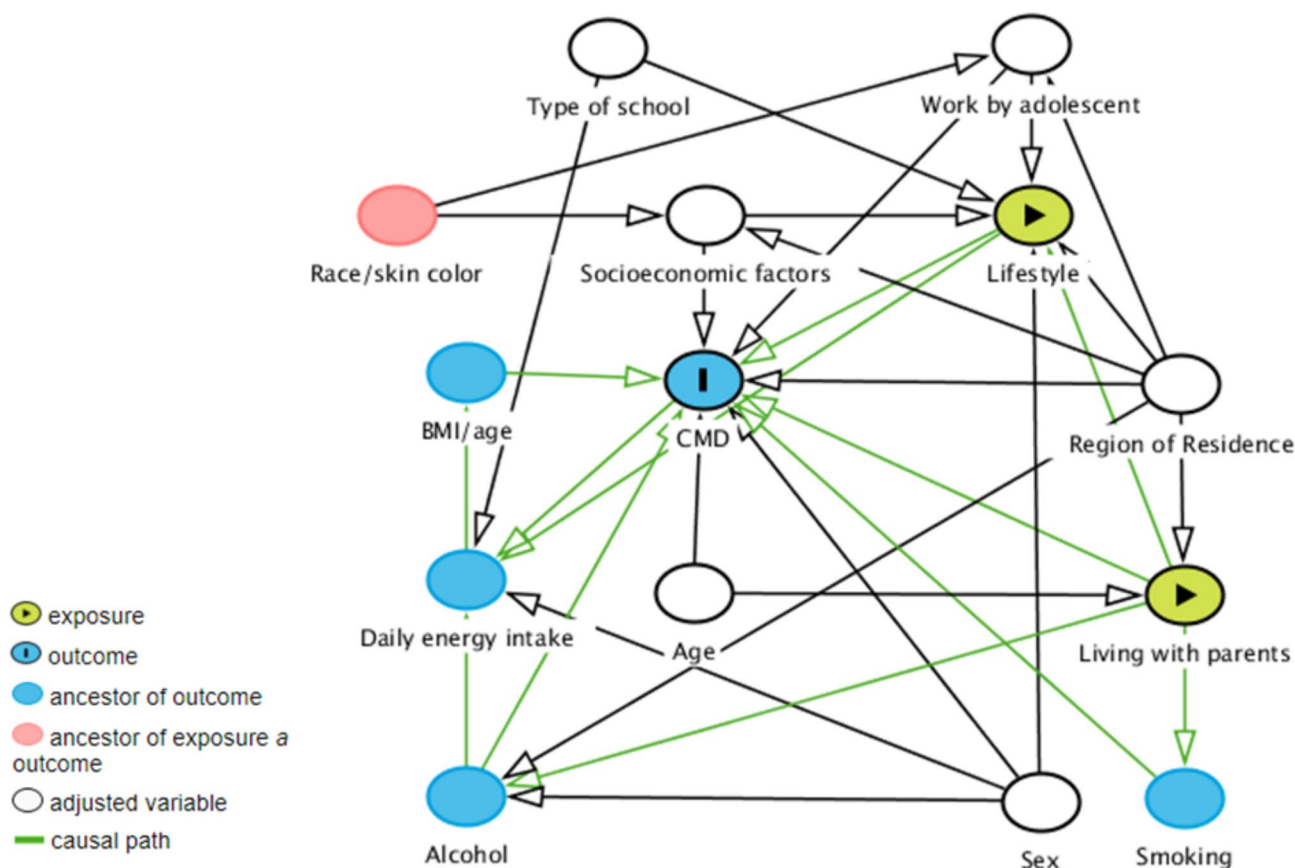 Type of school
Work by adolescent
Race/skin color
Socioeconomic factors
Lifestyle
BMI/age
CMD
Region of Residence
Daily energy intake
Age
Living with parents
Alcohol
Sex
Smoking
exposure
outcome
ancestor of outcome
ancestor of exposure a
outcome
adjusted variable
causal path